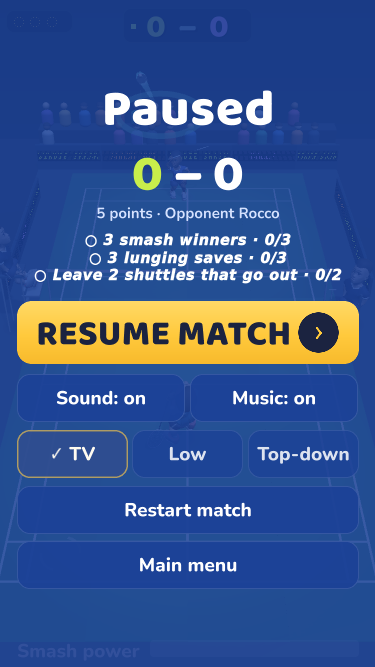 · 0 – 0
Paused
0 – 0
5 points · Opponent Rocco
3 smash winners · 0/3
3 lunging saves · 0/3
Leave 2 shuttles that go out · 0/2
RESUME MATCH ›
Sound: on
Music: on
✓ TV
Low
Top-down
Restart match
Main menu
Smash power